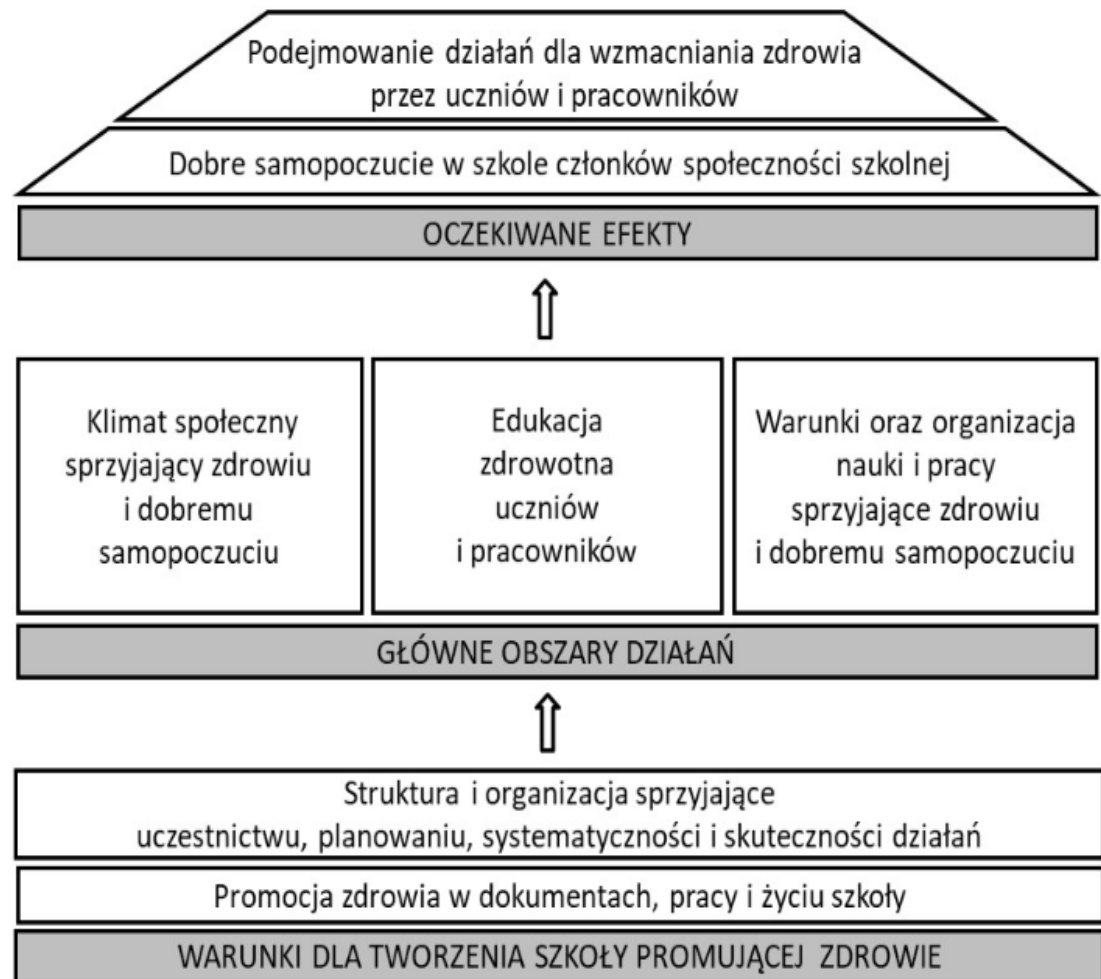 Podejmowanie działań dla wzmacniania zdrowia
przez uczniów i pracowników
Dobre samopoczucie w szkole członków społeczności szkolnej
OCZEKIWANE EFEKTY
Klimat społeczny
sprzyjający zdrowiu
i dobremu
samopoczuciu
Edukacja
zdrowotna
uczniów
i pracowników
Warunki oraz organizacja
nauki i pracy
sprzyjające zdrowiu
i dobremu samopoczuciu
GŁÓWNE OBSZARY DZIAŁAŃ
Struktura i organizacja sprzyjające
uczestnictwu, planowaniu, systematyczności i skuteczności działań
Promocja zdrowia w dokumentach, pracy i życiu szkoły
WARUNKI DLA TWORZENIA SZKOŁY PROMUJĄCEJ ZDROWIE